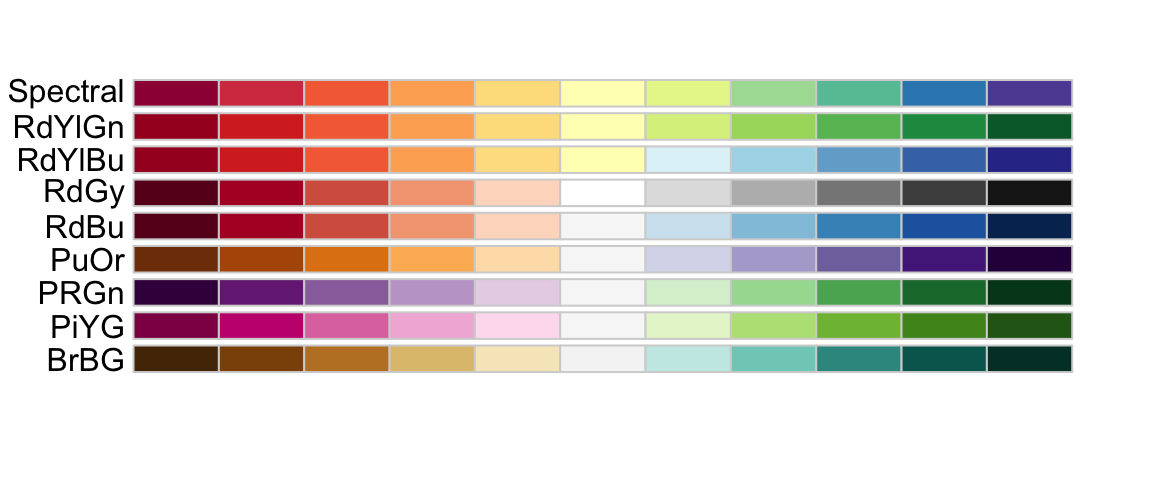 Spectral
RdYlGn
RdYlBu
RdGy
RdBu
PuOr
PRGn
PiYG
BrBG